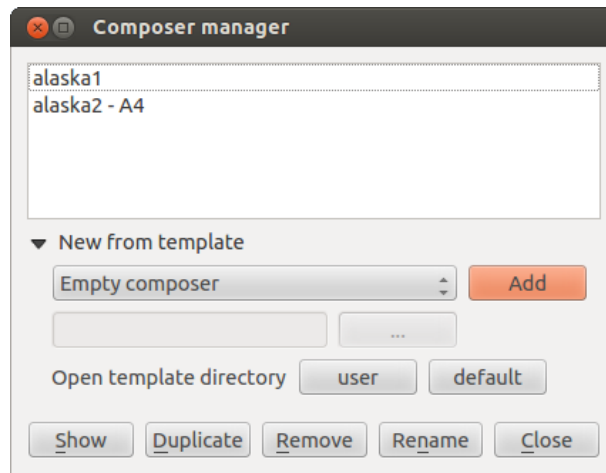 Composer manager
alaska1
alaska2 - A4
New from template
Empty composer Add
...
Open template directory user default
Show Duplicate Remove Rename Close